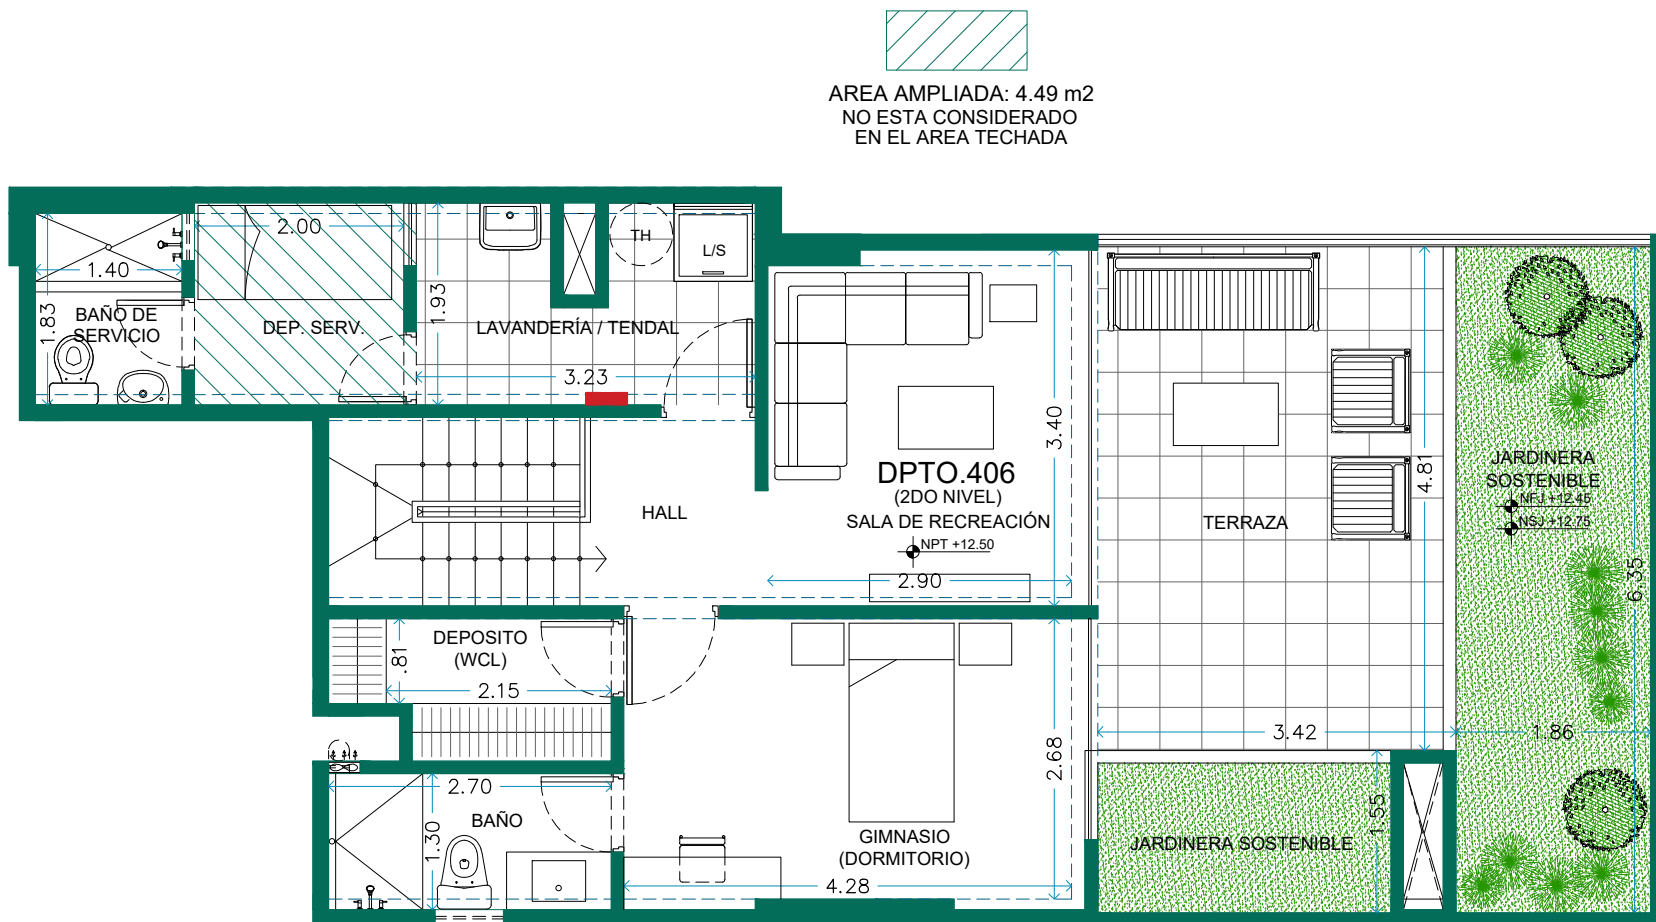 AREA AMPLIADA: 4.49 m2
NO ESTA CONSIDERADO
EN EL AREA TECHADA
2.00
1.40
1.83
BAÑO DE
SERVICIO
DEP. SERV.
1.93
LAVANDERÍA / TENDAL
TH
L/S
3.23
3.40
DPTO.406
(2DO NIVEL)
SALA DE RECREACIÓN
NPT +12.50
2.90
HALL
TERRAZA
4.81
JARDINERA
SOSTENIBLE
NFJ +12.45
NSJ +12.75
6.35
3.42
1.86
DEPOSITO
(WCL)
.81
2.15
2.70
BAÑO
1.30
2.68
GIMNASIO
(DORMITORIO)
4.28
JARDINERA SOSTENIBLE
1.55